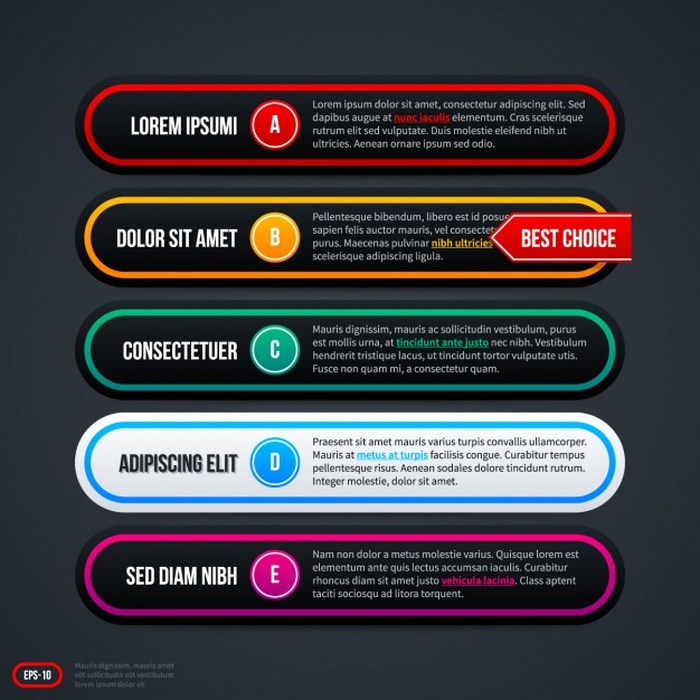 LOREM IPSUMI
A
Lorem ipsum dolor sit amet, consectetur adipiscing elit. Sed
dapibus augue at nunc iaculis elementum. Cras scelerisque
rutrum elit sed vulputate. Duis molestie eleifend nibh ut
ultricies. Aenean ornare ipsum sed odio.
DOLOR SIT AMET
B
Pellentesque bibendum, libero est id
sapien felis auctor mauris, vel
purus. Maecenas pulvinar nibh ultricies
scelerisque adipiscing ligula.
BEST CHOICE
CONSECTETUER
C
Mauris dignissim, mauris ac sollicitudin vestibulum, purus
est mollis urna, at tincidunt ante justo nec nibh. Vestibulum
hendrerit tristique lacus, ut tincidunt tortor vulputate utis.
Fusce non quam mi, a consectetur quam.
ADIPISCING ELIT
D
Praesent sit amet mauris varius turpis convallis ullamcorper.
Mauris at metus at turpis facilisis congue. Curabitur tempus
pellentesque risus. Aenean sodales dolore tincidunt rutrum.
Integer molestie, dolor sit amet.
SED DIAM NIBH
E
Nam non dolor a metus molestie varius. Quisque lorem est
elementum ante quis lectus accumsan iaculis. Curabitur
rhoncus diam sit amet justo vehicula lacinia. Class aptent
taciti sociosqu ad litora torquent.
EPS-10
Mauris dignissim, mauris amet
elit sollicitudin elit vestibulum
lorem ipsum dolor sit